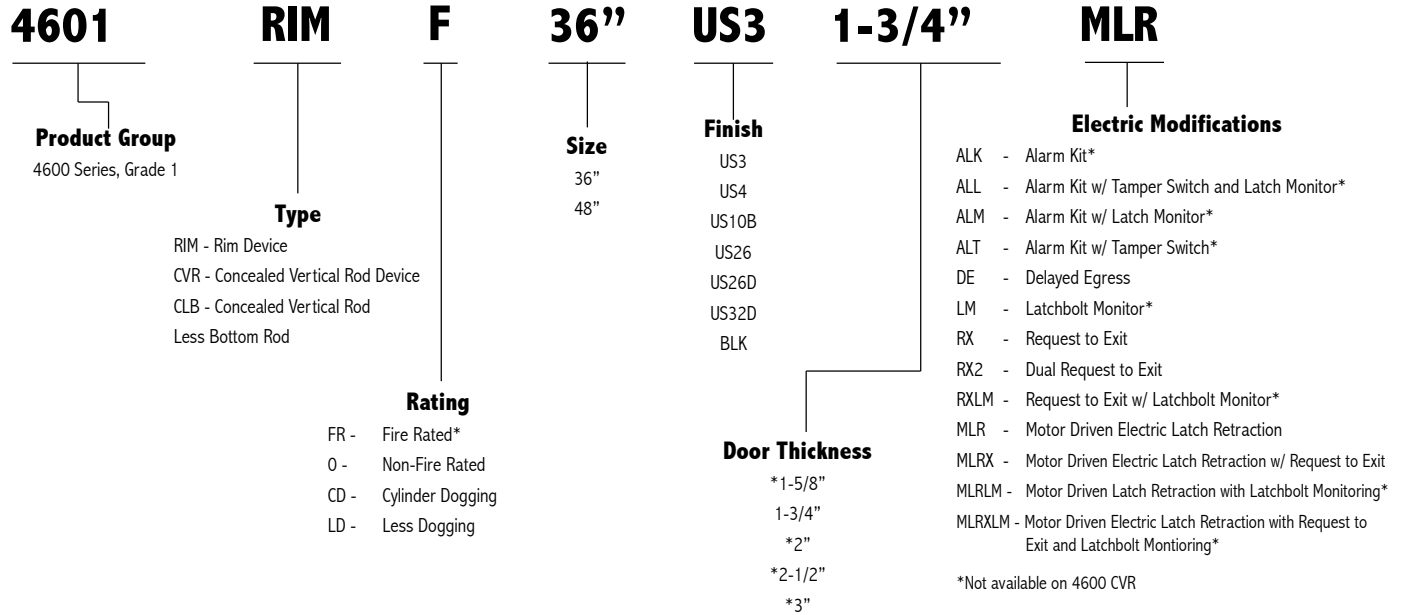 4601 RIM F 36” US3 1-3/4” MLR
Product Group
4600 Series, Grade 1
Type
RIM - Rim Device
CVR - Concealed Vertical Rod Device
CLB - Concealed Vertical Rod
Less Bottom Rod
Rating
FR - Fire Rated*
0 - Non-Fire Rated
CD - Cylinder Dogging
LD - Less Dogging
Size
36”
48”
Finish
US3
US4
US10B
US26
US26D
US32D
BLK
Door Thickness
*1-5/8”
1-3/4”
*2”
*2-1/2”
*3”
Electric Modifications
ALK - Alarm Kit*
ALL - Alarm Kit w/ Tamper Switch and Latch Monitor*
ALM - Alarm Kit w/ Latch Monitor*
ALT - Alarm Kit w/ Tamper Switch*
DE - Delayed Egress
LM - Latchbolt Monitor*
RX - Request to Exit
RX2 - Dual Request to Exit
RXLM - Request to Exit w/ Latchbolt Monitor*
MLR - Motor Driven Electric Latch Retraction
MLRX - Motor Driven Electric Latch Retraction w/ Request to Exit
MLRLM - Motor Driven Latch Retraction with Latchbolt Monitoring*
MLRXLM - Motor Driven Electric Latch Retraction with Request to
Exit and Latchbolt Montioring*
*Not available on 4600 CVR